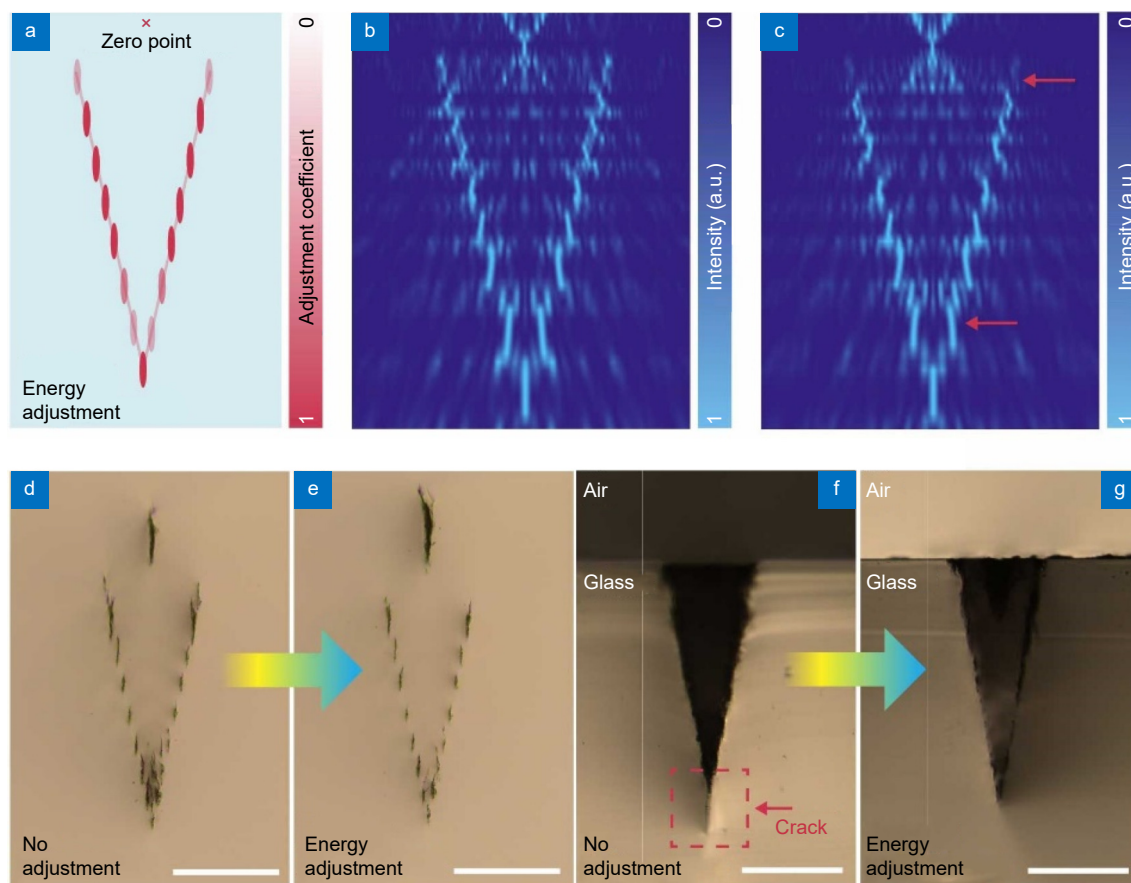 a
×
Zero point
0
Adjustment coefficient
1
Energy
adjustment
b
0
Intensity (a.u.)
1
c
0
Intensity (a.u.)
1
d
No
adjustment
e
Energy
adjustment
Air
f
Glass
Crack
No
adjustment
Air
g
Glass
Energy
adjustment